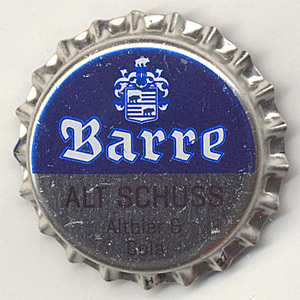 Barre
ALT SCHUSS
Altbier &
Cola